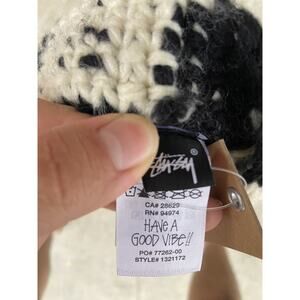 Stüssy
CA# 28629
RN# 94974
HAVE A
GOOD VIBE!!
PO# 77262-00
STYLE# 1321172